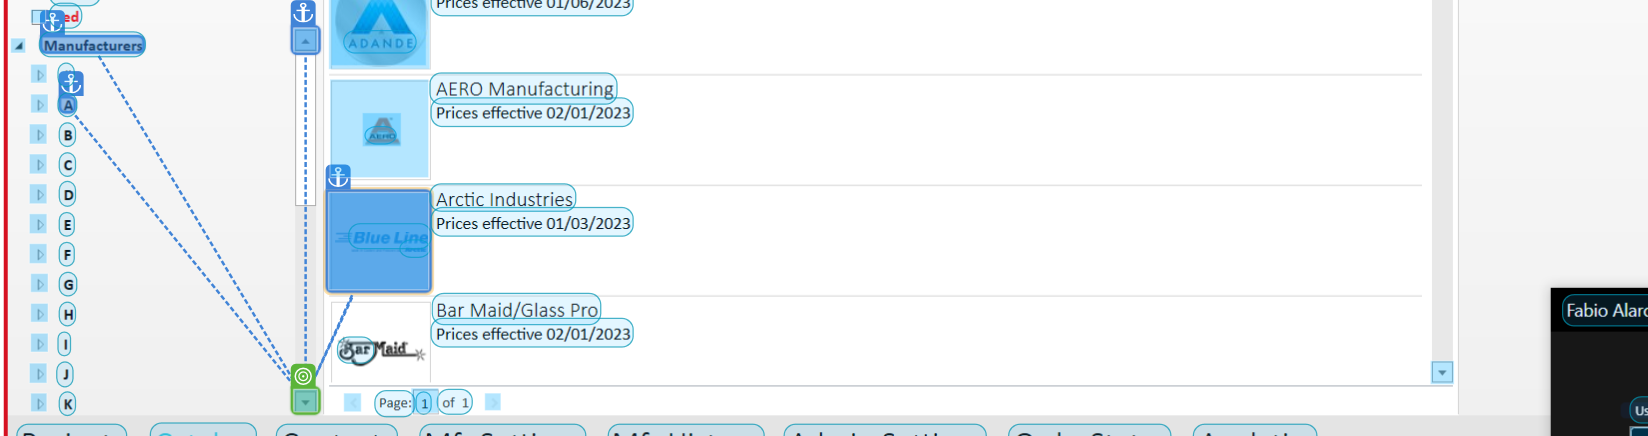 Manufacturers
A
B
C
D
E
F
G
H
I
J
K
Prices effective 01/06/2023
ADANDE
AERO Manufacturing
Prices effective 02/01/2023
AERO
Arctic Industries
Prices effective 01/03/2023
Blue Line
Bar Maid/Glass Pro
Prices effective 02/01/2023
Bar Maid
Page: 1 of 1
Fabio Alarc
Us